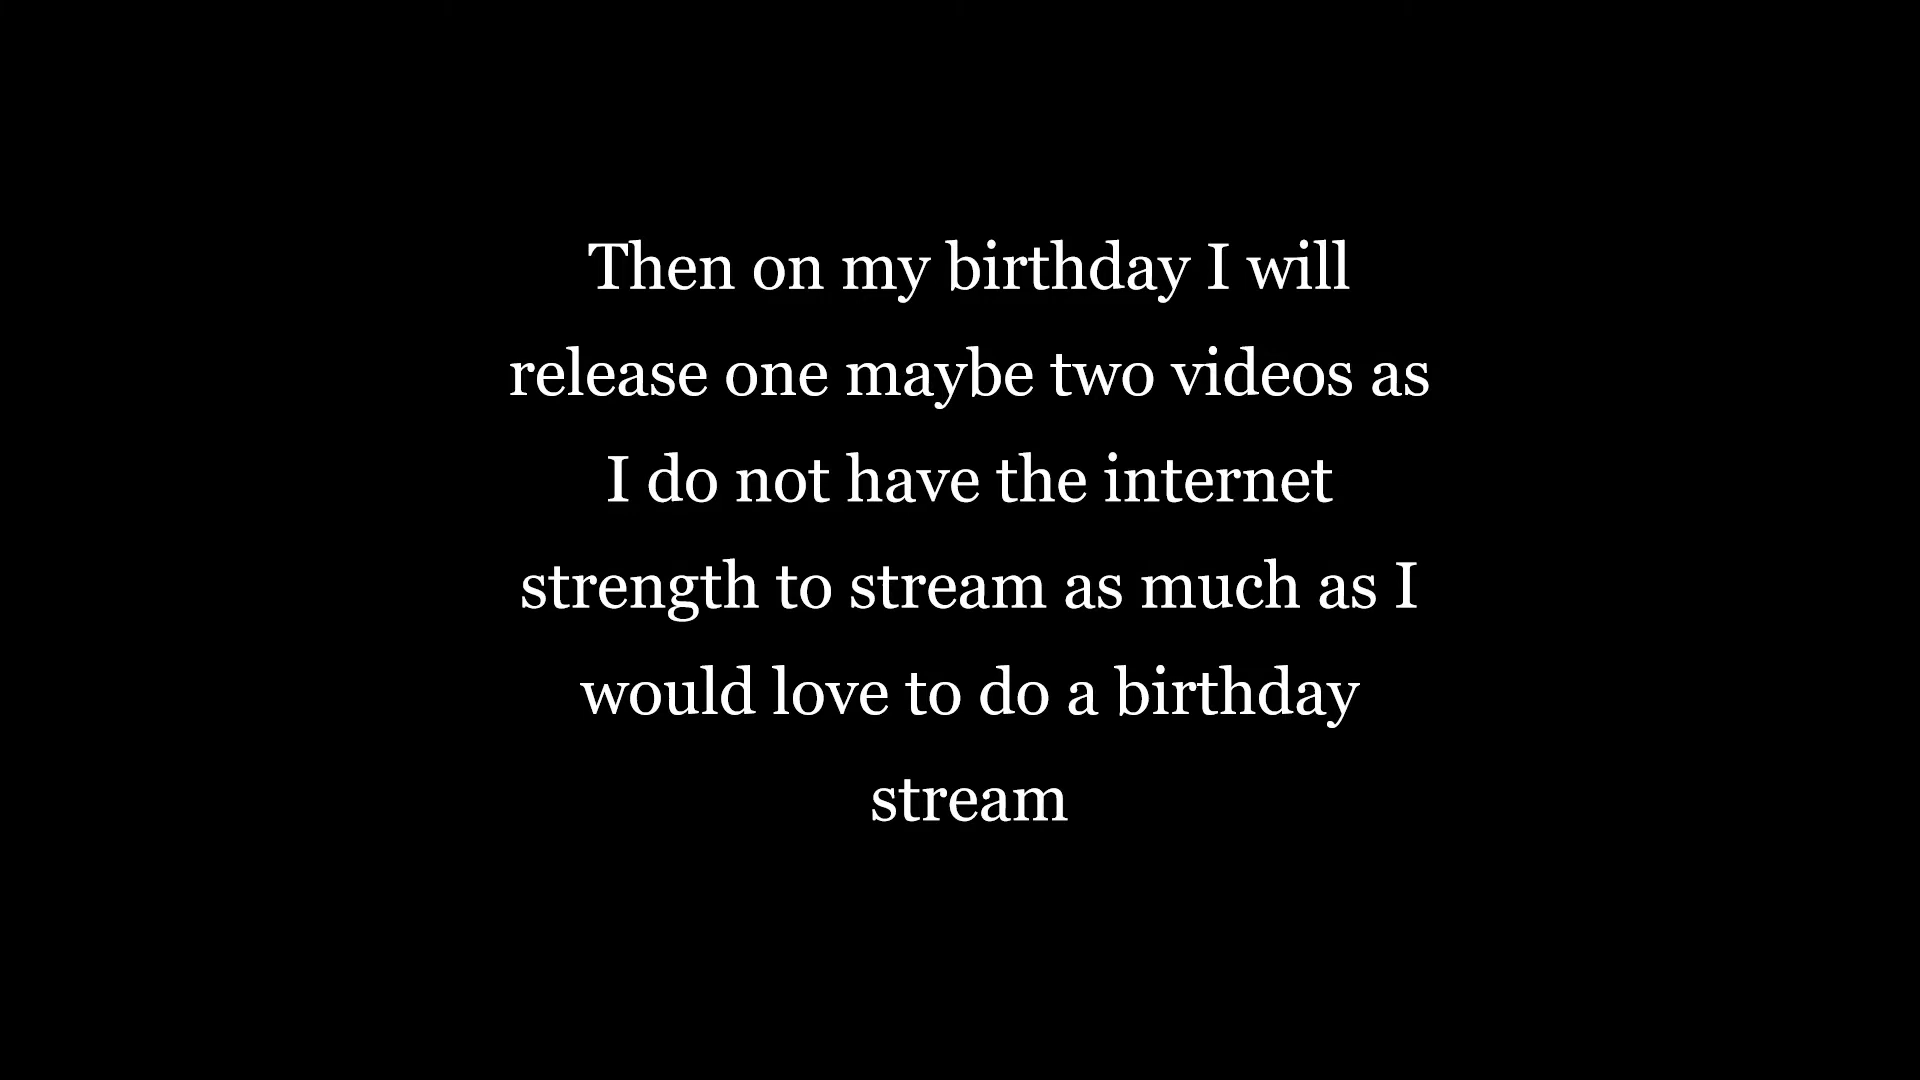 Then on my birthday I will
release one maybe two videos as
I do not have the internet
strength to stream as much as I
would love to do a birthday
stream